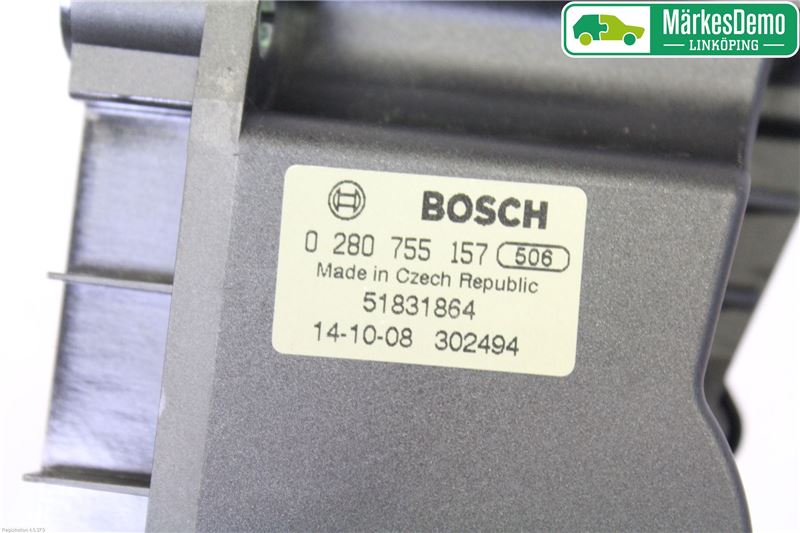 MärkesDemo
LINKÖPING
BOSCH
0 280 755 157 506
Made in Czech Republic
51831864
14-10-08 302494